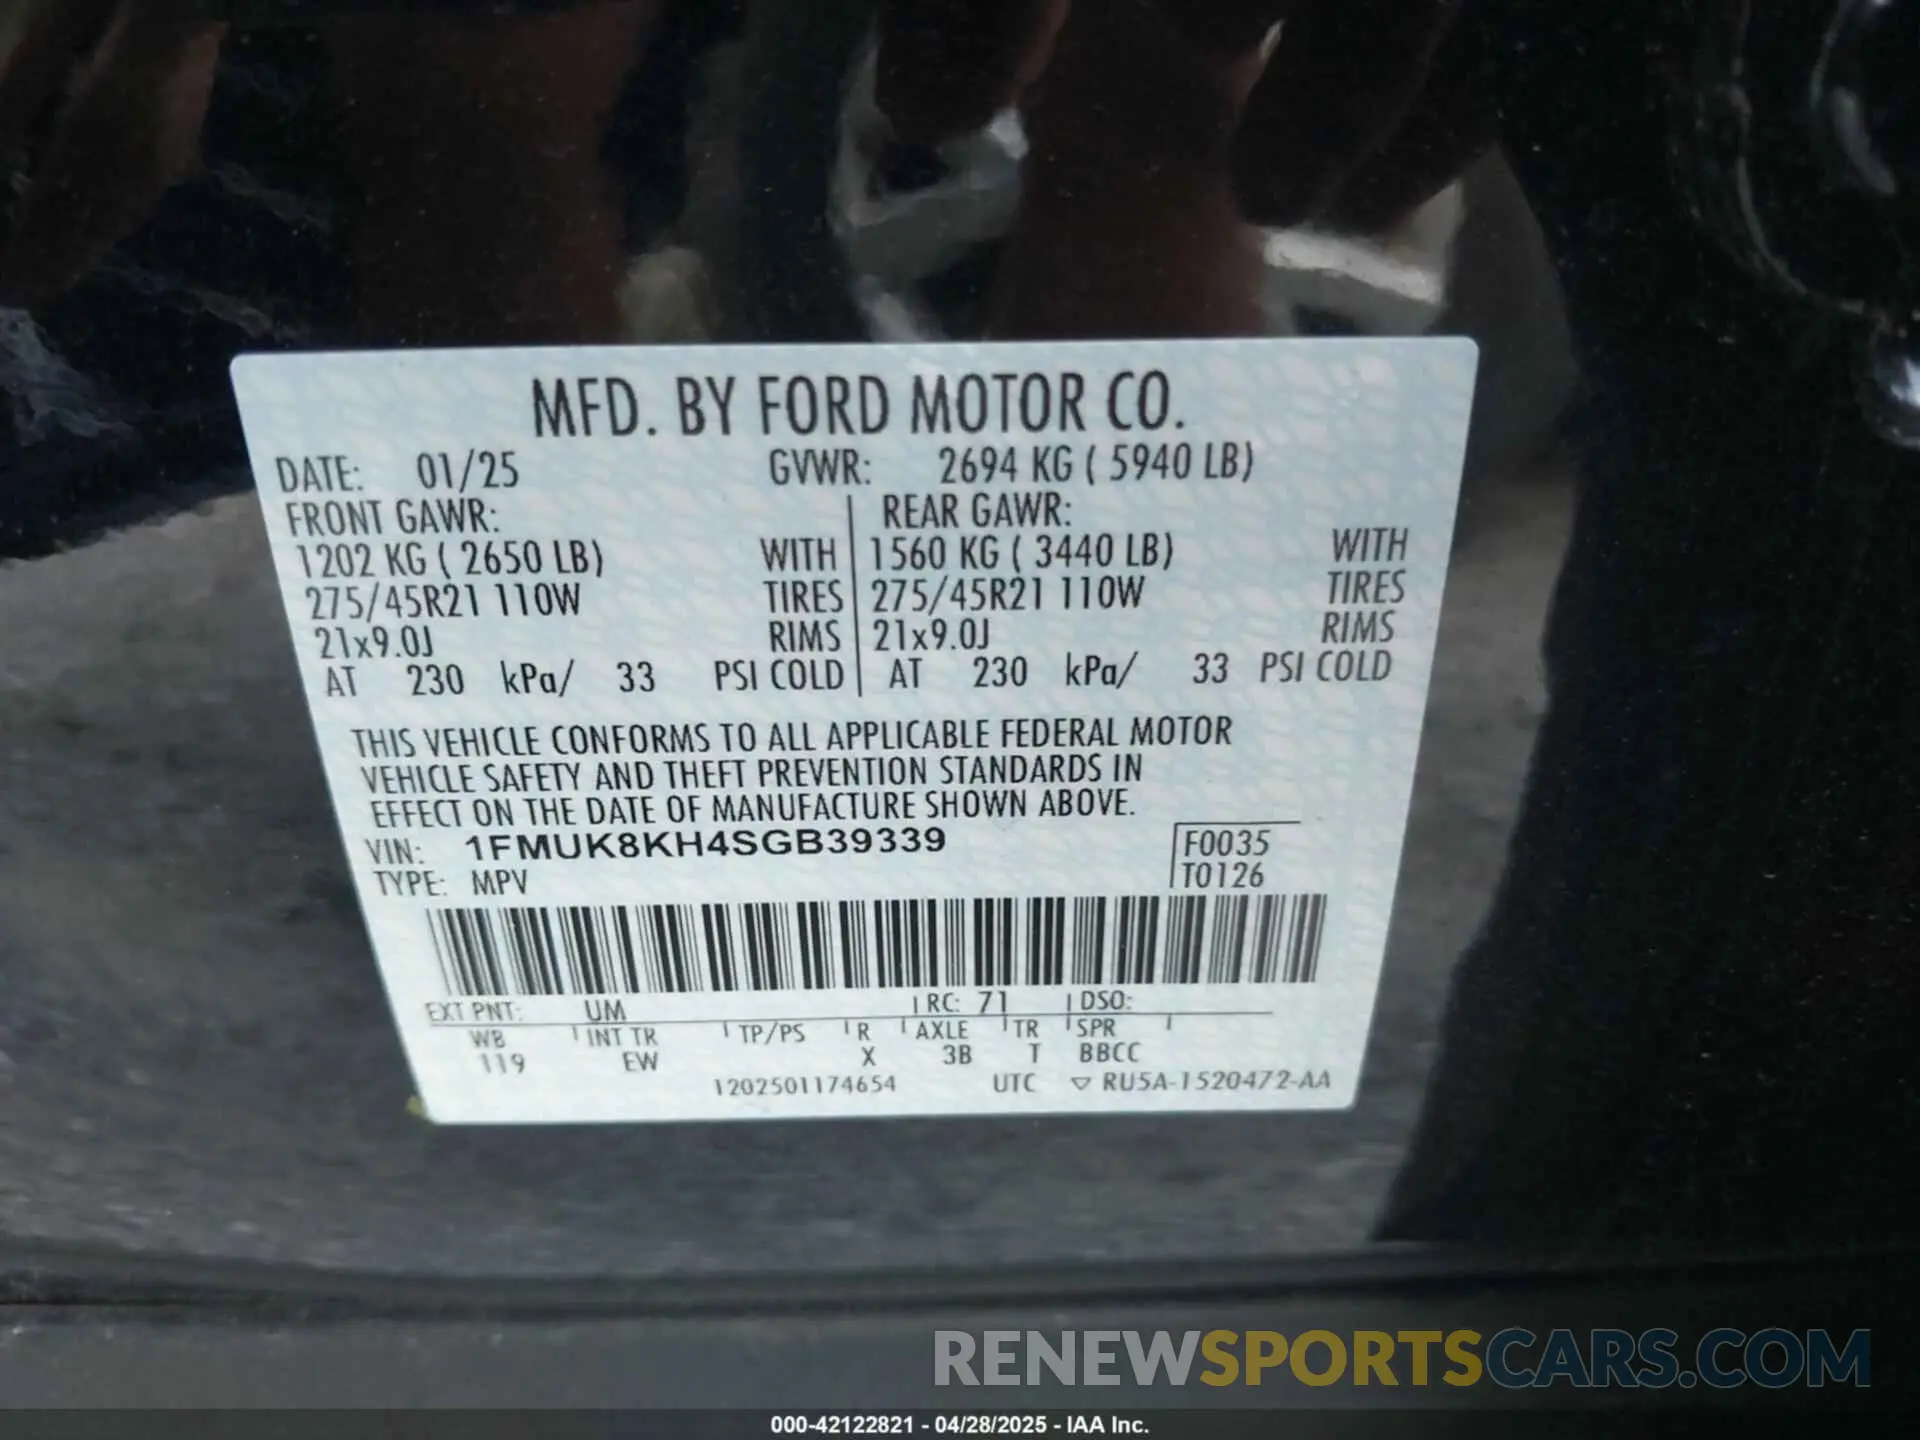 MFD. BY FORD MOTOR CO.
DATE: 01/25 GVWR: 2694 KG ( 5940 LB)
FRONT GAWR: REAR GAWR:
1202 KG ( 2650 LB) WITH 1560 KG ( 3440 LB) WITH
275/45R21 110W TIRES 275/45R21 110W TIRES
21x9.0J RIMS 21x9.0J RIMS
AT 230 kPa/ 33 PSI COLD AT 230 kPa/ 33 PSI COLD
THIS VEHICLE CONFORMS TO ALL APPLICABLE FEDERAL MOTOR
VEHICLE SAFETY AND THEFT PREVENTION STANDARDS IN
EFFECT ON THE DATE OF MANUFACTURE SHOWN ABOVE.
VIN: 1FMUK8KH4SGB39339 F0035
TYPE: MPV T0126
EXT PNT: UM RC: 71 DSO:
WB INT TR TP/PS R AXLE TR SPR
119 EW X 3B T BBCC
1202501174654 UTC ▽ RU5A-1520472-AA
RENEWSPORTSCARS.COM
000-42122821 - 04/28/2025 - IAA Inc.